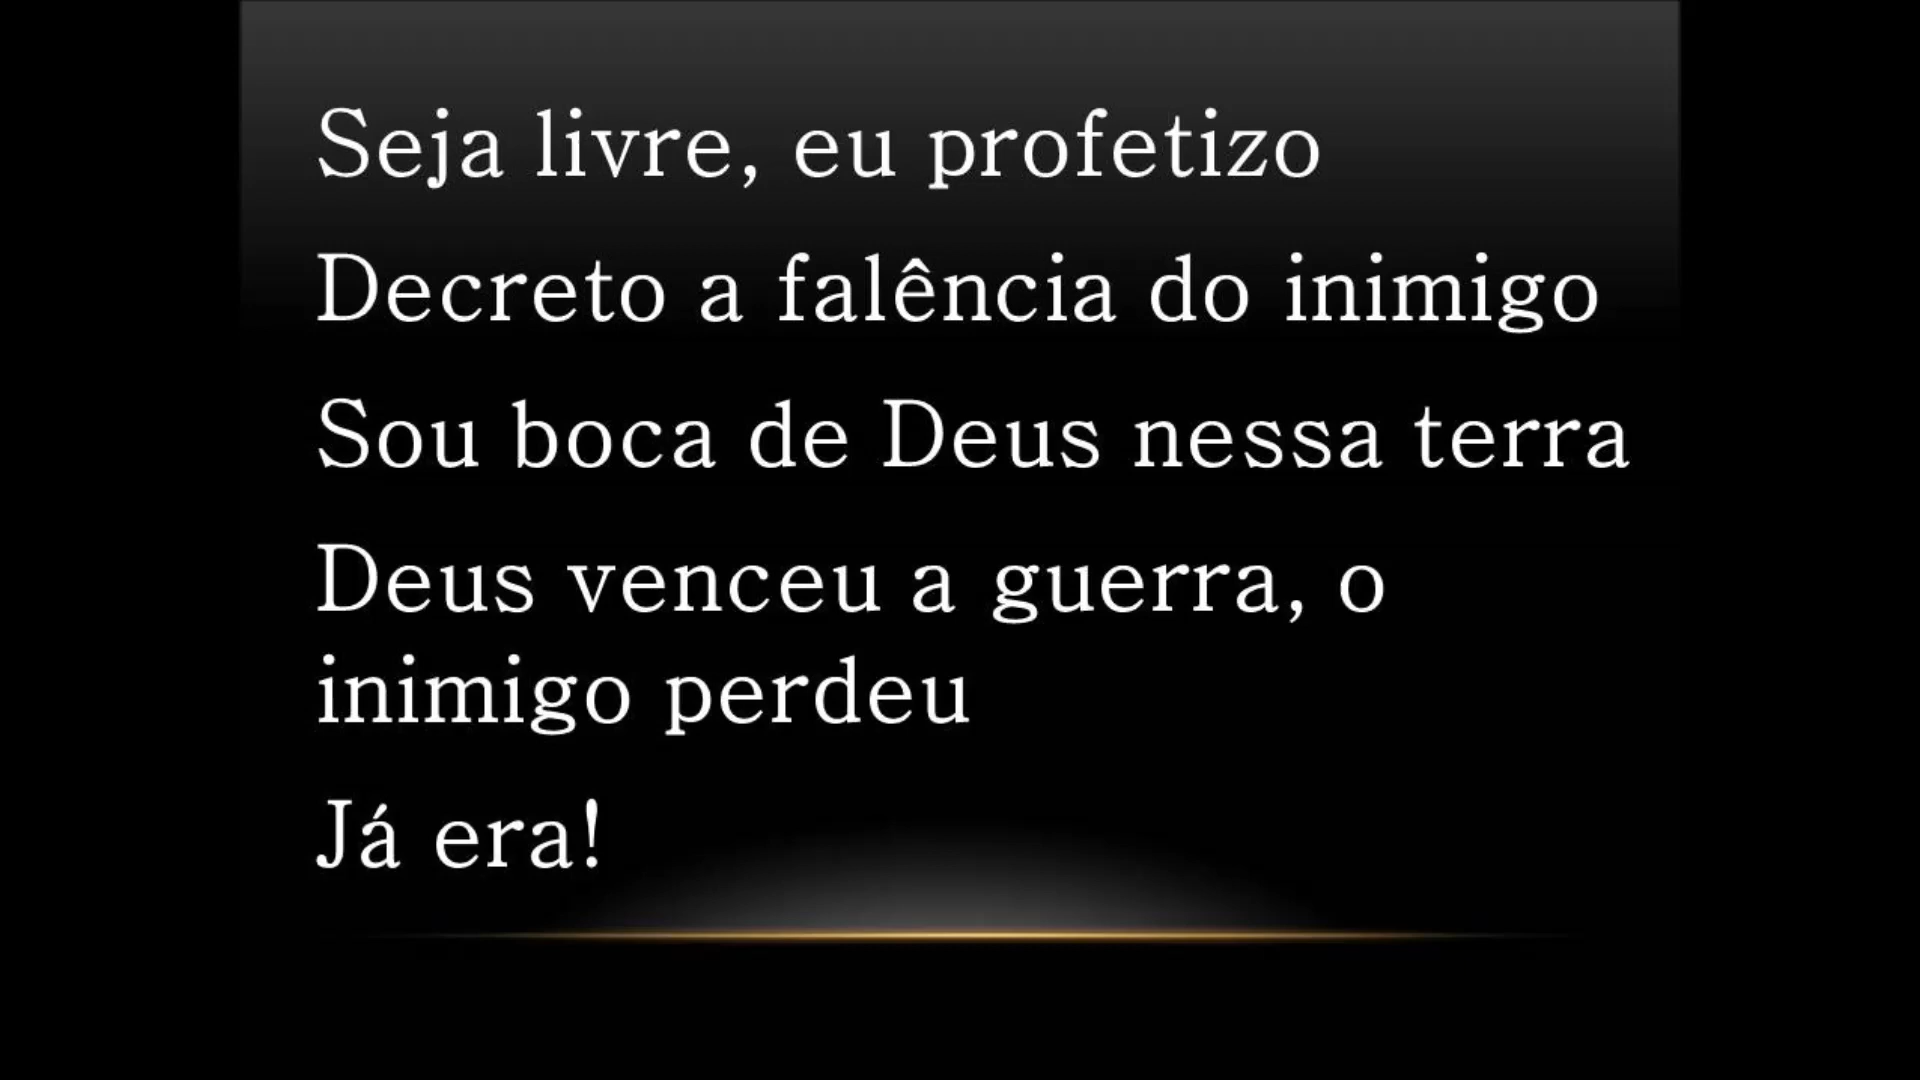 Seja livre, eu profetizo
Decreto a falência do inimigo
Sou boca de Deus nessa terra
Deus venceu a guerra, o
inimigo perdeu
Já era!